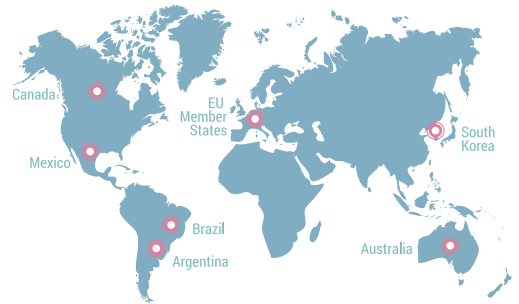 Canada
EU
Member
States
South
Korea
Mexico
Brazil
Australia
Argentina